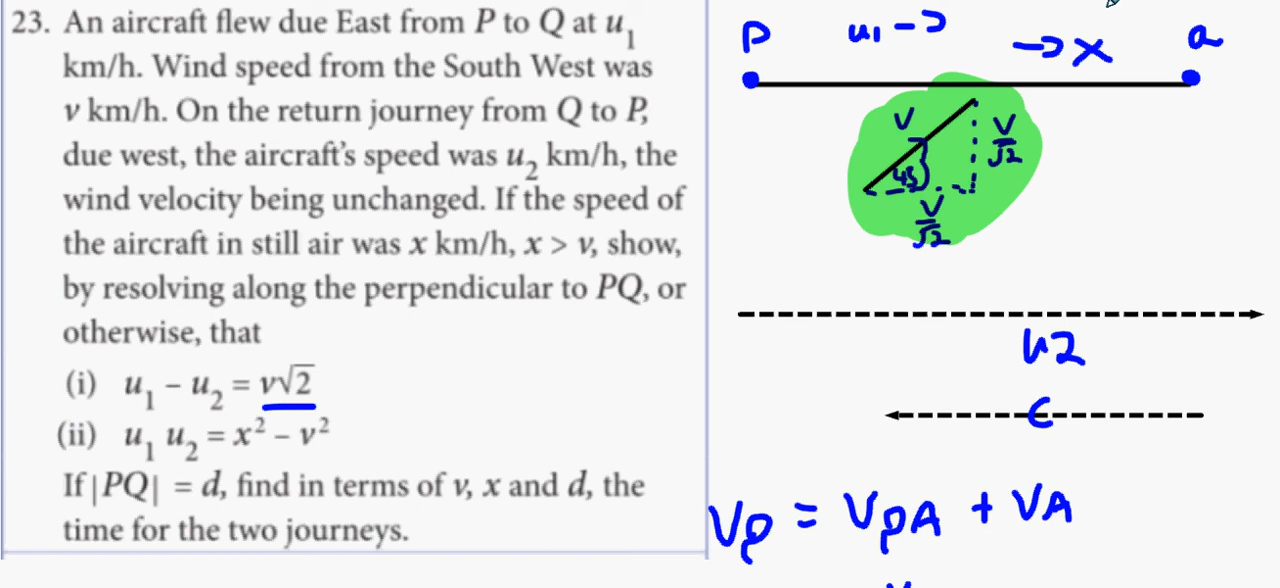 23. An aircraft flew due East from P to Q at u₁
km/h. Wind speed from the South West was
v km/h. On the return journey from Q to P,
due west, the aircraft's speed was u₂ km/h, the
wind velocity being unchanged. If the speed of
the aircraft in still air was x km/h, x > v, show,
by resolving along the perpendicular to PQ, or
otherwise, that
(i) u₁ − u₂ = v√2
(ii) u₁ u₂ = x² − v²
If |PQ| = d, find in terms of v, x and d, the
time for the two journeys.
P u₁ → → X Q
V
V/√2
45
V/√2
u2
Vp = VpA + VA